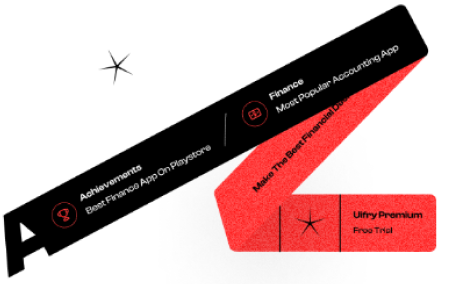 Finance
Most Popular Accounting App
Achievements
Best Finance App On Playstore
A
Make The Best Financial
Ulfry Premium
Free Trial